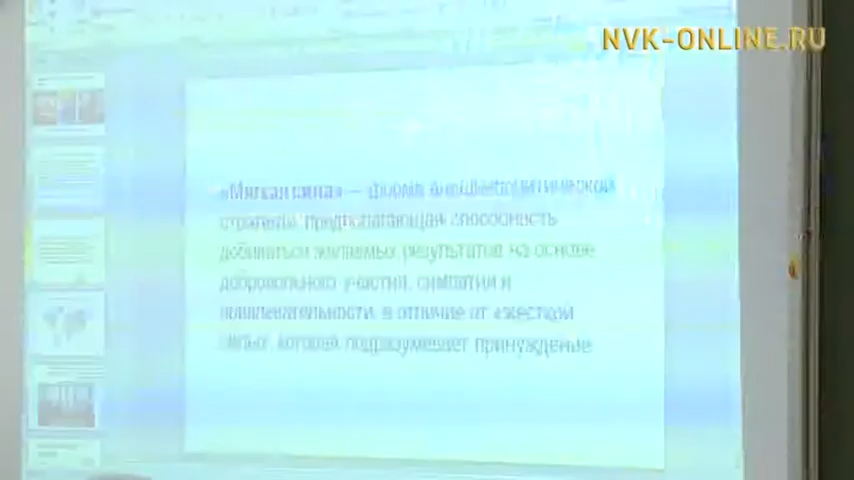 NVK-ONLINE.RU
«Мягкая сила» – форма внешнеполитической
стратегии, предполагающая способность
добиваться желаемых результатов на основе
добровольного участия, симпатии и
привлекательности, в отличие от «жесткой
силы», которая подразумевает принуждение